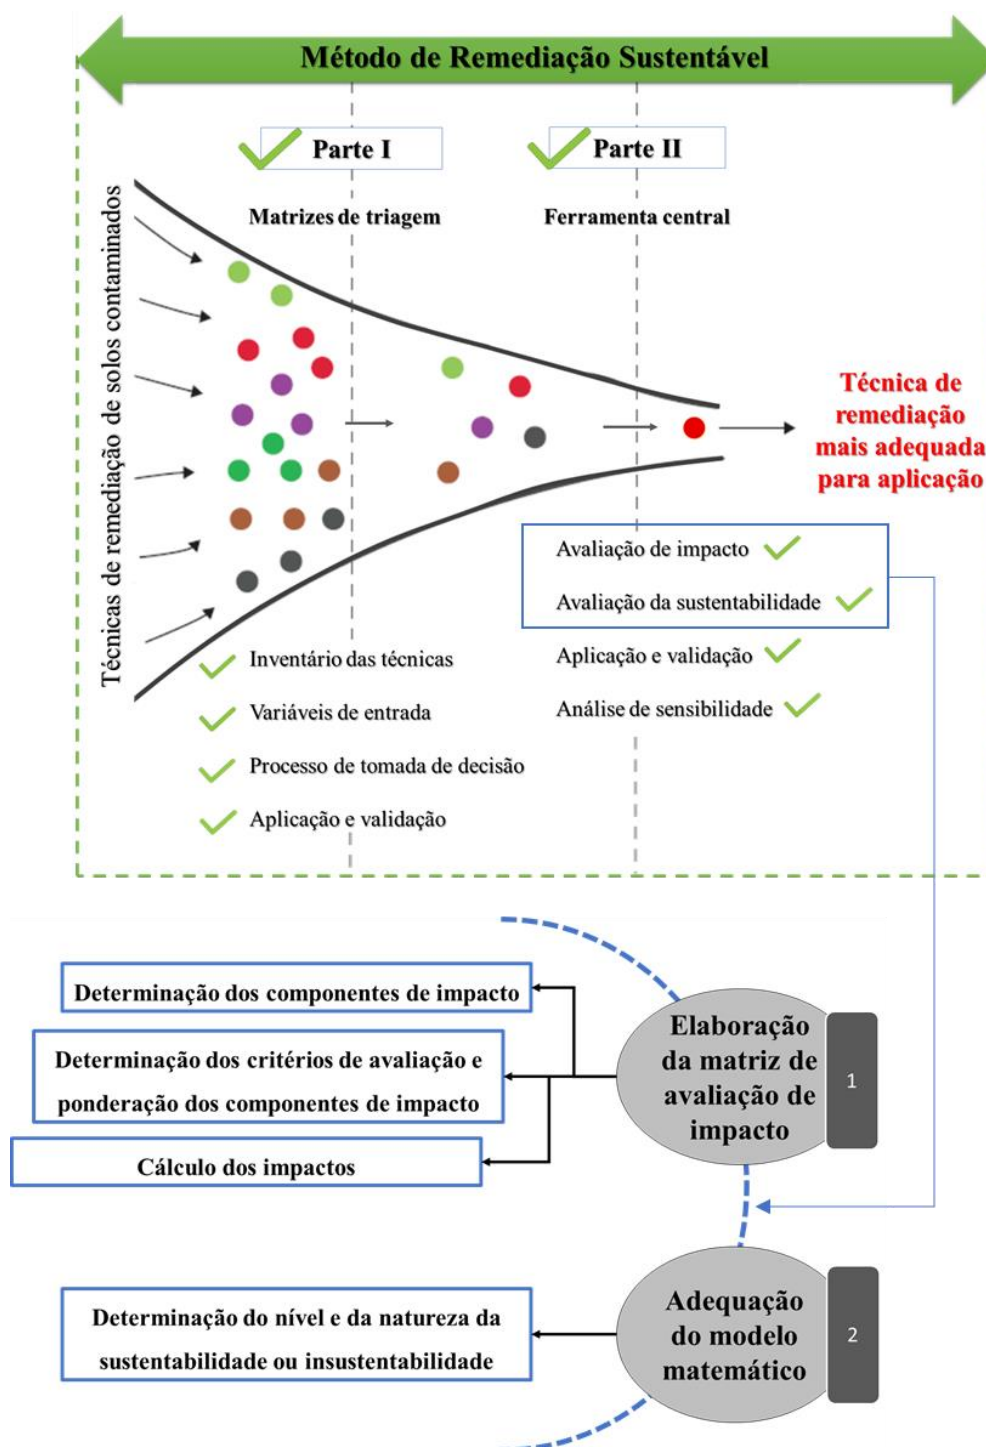 Método de Remediação Sustentável
Parte I
Parte II
Matrizes de triagem
Ferramenta central
Técnicas de remediação de solos contaminados
Técnica de
remediação
mais adequada
para aplicação
Inventário das técnicas
Variáveis de entrada
Processo de tomada de decisão
Aplicação e validação
Avaliação de impacto
Avaliação da sustentabilidade
Aplicação e validação
Análise de sensibilidade
Determinação dos componentes de impacto
Determinação dos critérios de avaliação e
ponderação dos componentes de impacto
Cálculo dos impactos
Elaboração
da matriz de
avaliação de
impacto
1
Determinação do nível e da natureza da
sustentabilidade ou insustentabilidade
Adequação
do modelo
matemático
2